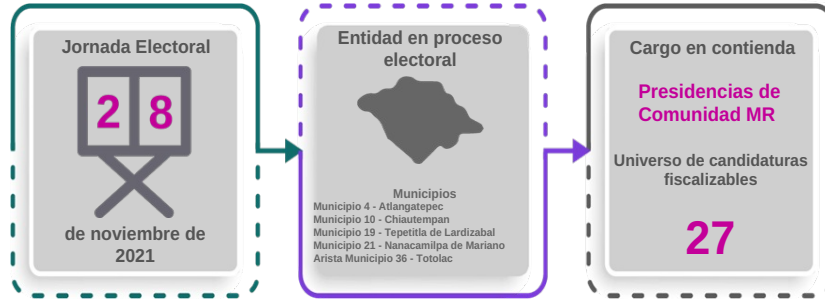 Jornada Electoral
28
de noviembre de
2021
Entidad en proceso
electoral
Municipios
Municipio 4 - Atlangatepec
Municipio 10 - Chiautempan
Municipio 19 - Tepetitla de Lardizabal
Municipio 21 - Nanacamilpa de Mariano
Arista Municipio 36 - Totolac
Cargo en contienda
Presidencias de
Comunidad MR
Universo de candidaturas
fiscalizables
27